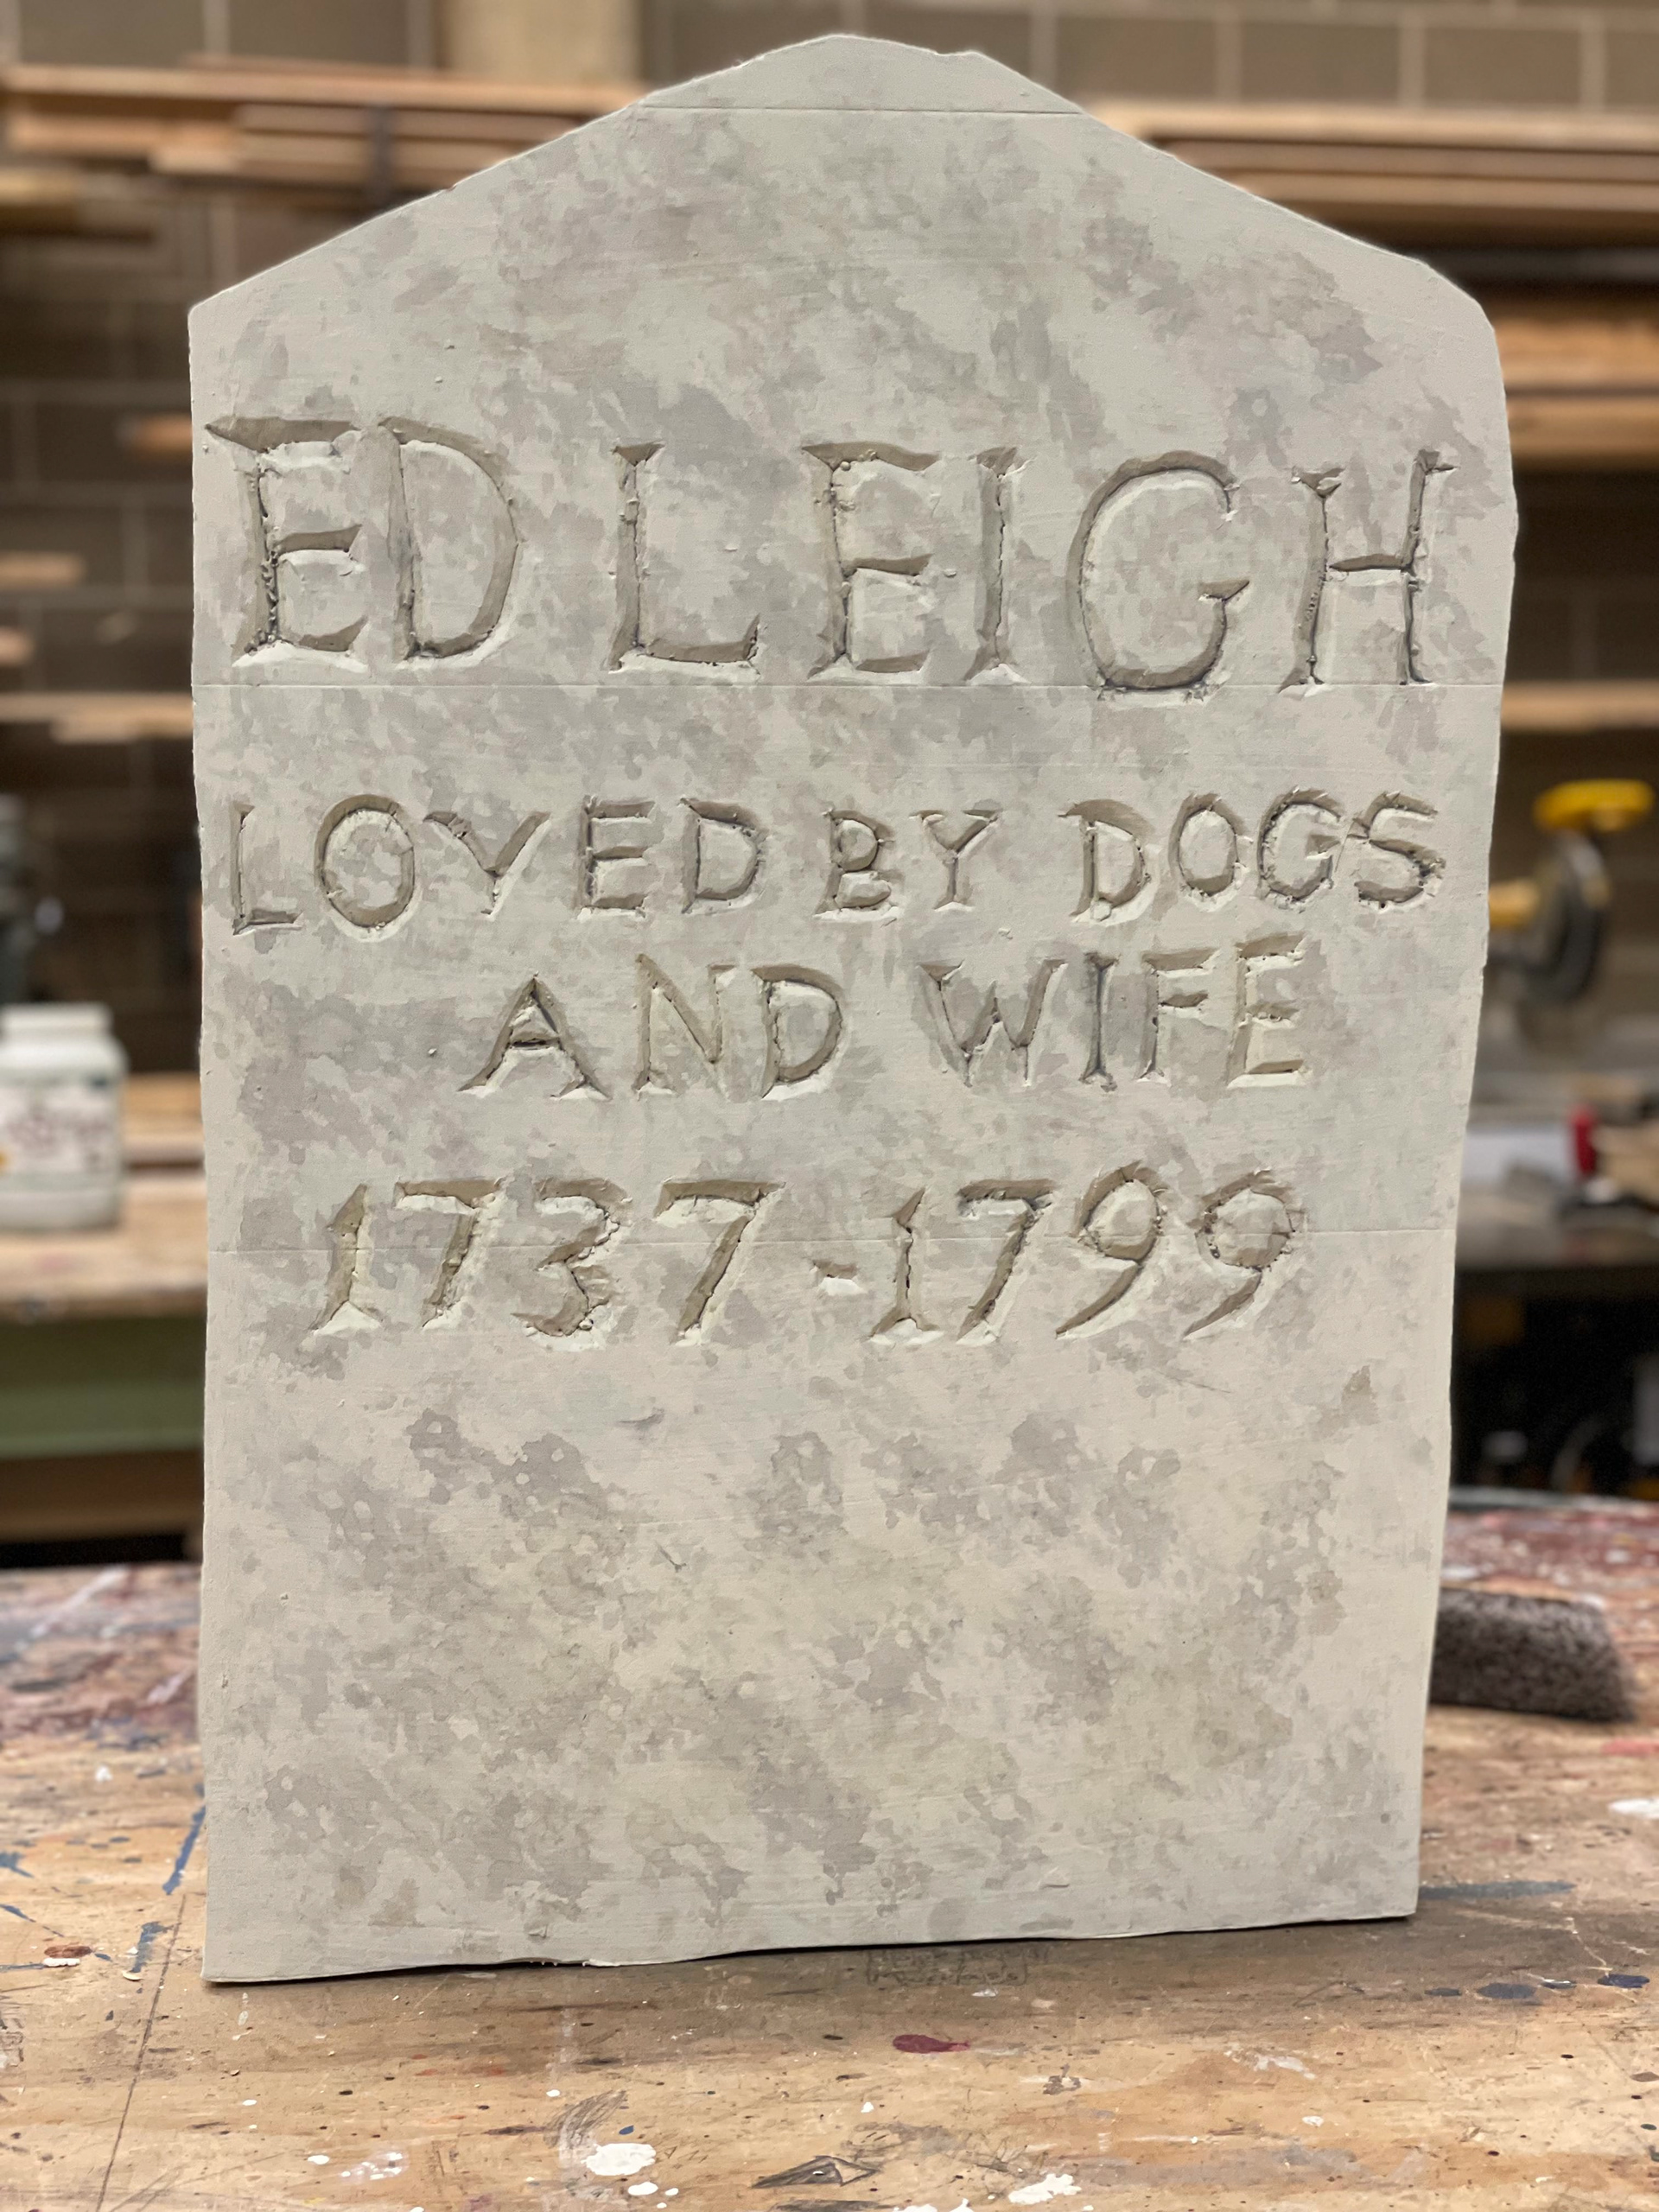 ED LEIGH
LOVED BY DOGS
AND WIFE
1737-1799